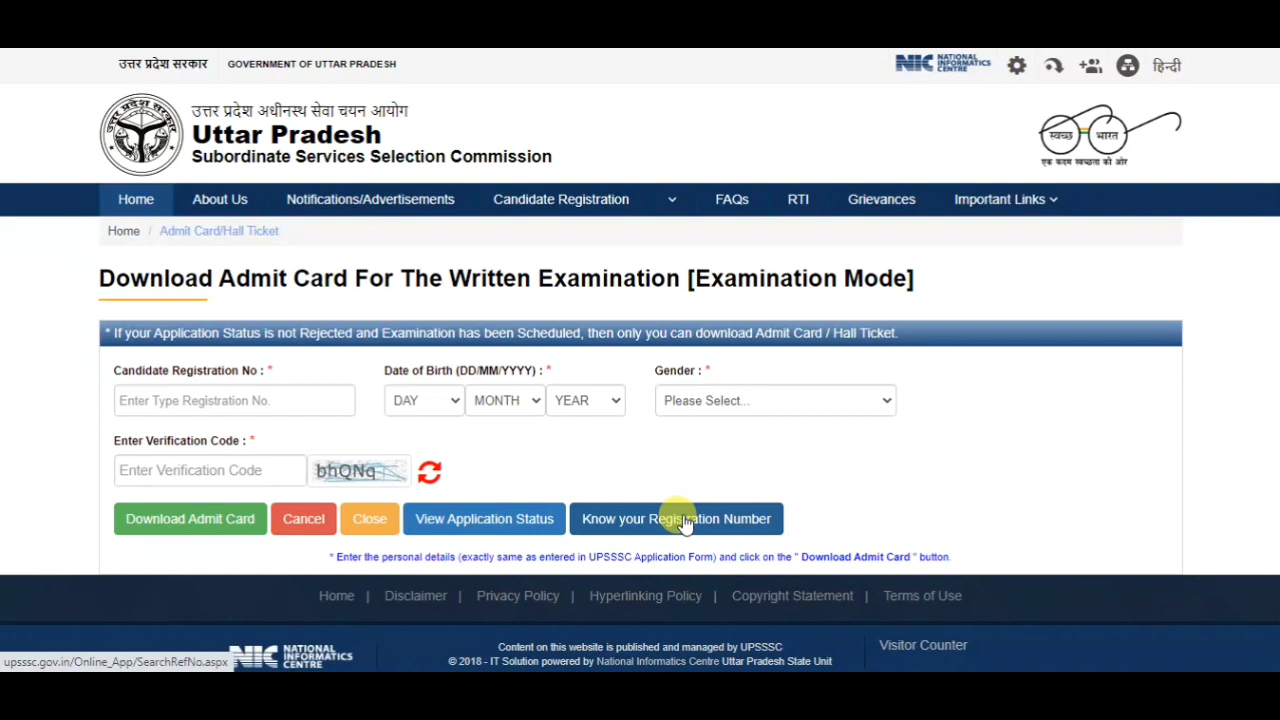 उत्तर प्रदेश सरकार GOVERNMENT OF UTTAR PRADESH NIC NATIONAL INFORMATICS CENTRE हिन्दी
उत्तर प्रदेश अधीनस्थ सेवा चयन आयोग
Uttar Pradesh
Subordinate Services Selection Commission
स्वच्छ भारत
एक कदम स्वच्छता की ओर
Home About Us Notifications/Advertisements Candidate Registration FAQs RTI Grievances Important Links
Home / Admit Card/Hall Ticket
Download Admit Card For The Written Examination [Examination Mode]
* If your Application Status is not Rejected and Examination has been Scheduled, then only you can download Admit Card / Hall Ticket.
Candidate Registration No : * Date of Birth (DD/MM/YYYY) : * Gender : *
Enter Type Registration No. DAY MONTH YEAR Please Select...
Enter Verification Code : *
Enter Verification Code bhQNq
Download Admit Card Cancel Close View Application Status Know your Registration Number
* Enter the personal details (exactly same as entered in UPSSSC Application Form) and click on the " Download Admit Card " button.
Home | Disclaimer | Privacy Policy | Hyperlinking Policy | Copyright Statement | Terms of Use
NIC NATIONAL INFORMATICS CENTRE Content on this website is published and managed by UPSSSC Visitor Counter
© 2018 - IT Solution powered by National Informatics Centre Uttar Pradesh State Unit
upsssc.gov.in/Online_App/SearchRefNo.aspx